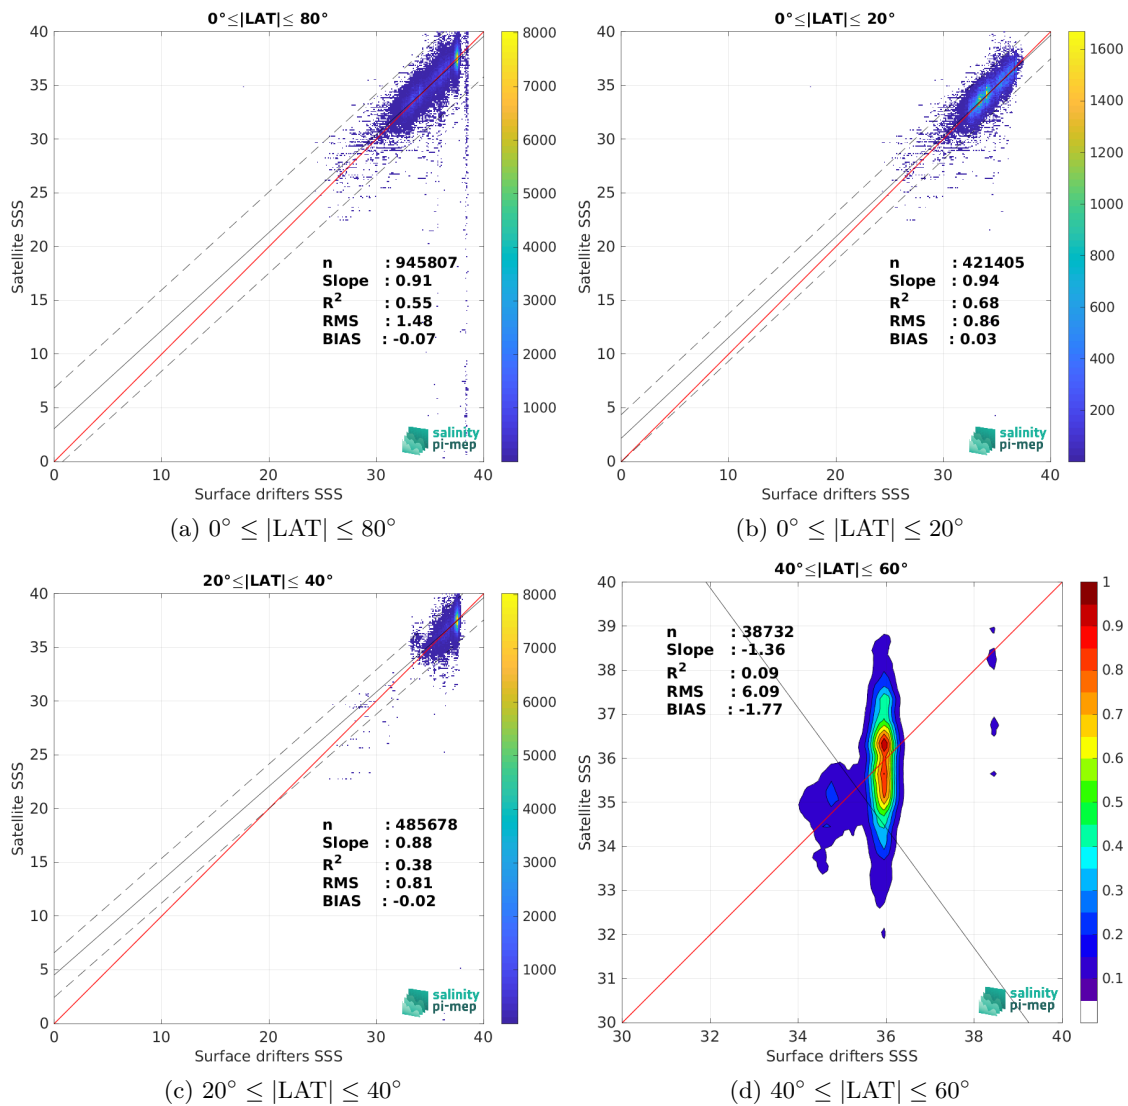 0°≤|LAT|≤ 80°
40
35
30
25
20
15
10
5
0
Satellite SSS
n : 945807
Slope : 0.91
R² : 0.55
RMS : 1.48
BIAS : -0.07
salinity
pi-mep
0 10 20 30 40
Surface drifters SSS
8000
7000
6000
5000
4000
3000
2000
1000
(a) 0° ≤ |LAT| ≤ 80°
0°≤|LAT|≤ 20°
40
35
30
25
20
15
10
5
0
Satellite SSS
n : 421405
Slope : 0.94
R² : 0.68
RMS : 0.86
BIAS : 0.03
salinity
pi-mep
0 10 20 30 40
Surface drifters SSS
1600
1400
1200
1000
800
600
400
200
(b) 0° ≤ |LAT| ≤ 20°
20°≤|LAT|≤ 40°
40
35
30
25
20
15
10
5
0
Satellite SSS
n : 485678
Slope : 0.88
R² : 0.38
RMS : 0.81
BIAS : -0.02
salinity
pi-mep
0 10 20 30 40
Surface drifters SSS
8000
7000
6000
5000
4000
3000
2000
1000
(c) 20° ≤ |LAT| ≤ 40°
40°≤|LAT|≤ 60°
40
39
38
37
36
35
34
33
32
31
30
Satellite SSS
n : 38732
Slope : -1.36
R² : 0.09
RMS : 6.09
BIAS : -1.77
salinity
pi-mep
30 32 34 36 38 40
Surface drifters SSS
1
0.9
0.8
0.7
0.6
0.5
0.4
0.3
0.2
0.1
(d) 40° ≤ |LAT| ≤ 60°